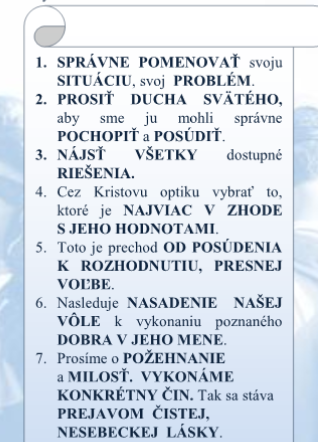 1. SPRÁVNE POMENOVAŤ svoju
SITUÁCIU, svoj PROBLÉM.
2. PROSIŤ DUCHA SVÄTÉHO,
aby sme ju mohli správne
POCHOPIŤ a POSÚDIŤ.
3. NÁJSŤ VŠETKY dostupné
RIEŠENIA.
4. Cez Kristovu optiku vybrať to,
ktoré je NAJVIAC V ZHODE
S JEHO HODNOTAMI.
5. Toto je prechod OD POSÚDENIA
K ROZHODNUTIU, PRESNEJ
VOĽBE.
6. Nasleduje NASADENIE NAŠEJ
VÔLE k vykonaniu poznaného
DOBRA V JEHO MENE.
7. Prosíme o POŽEHNANIE
a MILOSŤ. VYKONÁME
KONKRÉTNY ČIN. Tak sa stáva
PREJAVOM ČISTEJ,
NESEBECKEJ LÁSKY.